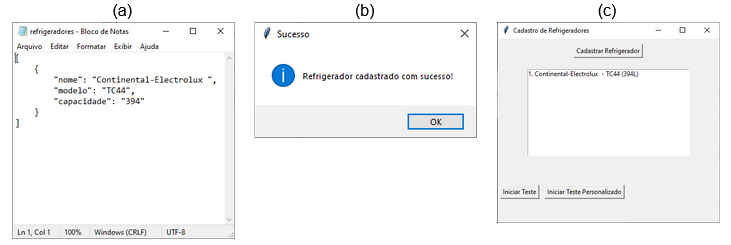 (a)
refrigeradores - Bloco de Notas
Arquivo Editar Formatar Exibir Ajuda
[
{
"nome": "Continental-Electrolux ",
"modelo": "TC44",
"capacidade": "394"
}
]
Ln 1, Col 1 100% Windows (CRLF) UTF-8
(b)
Sucesso
Refrigerador cadastrado com sucesso!
OK
(c)
Cadastro de Refrigeradores
Cadastrar Refrigerador
1. Continental-Electrolux - TC44 (394L)
Iniciar Teste Iniciar Teste Personalizado